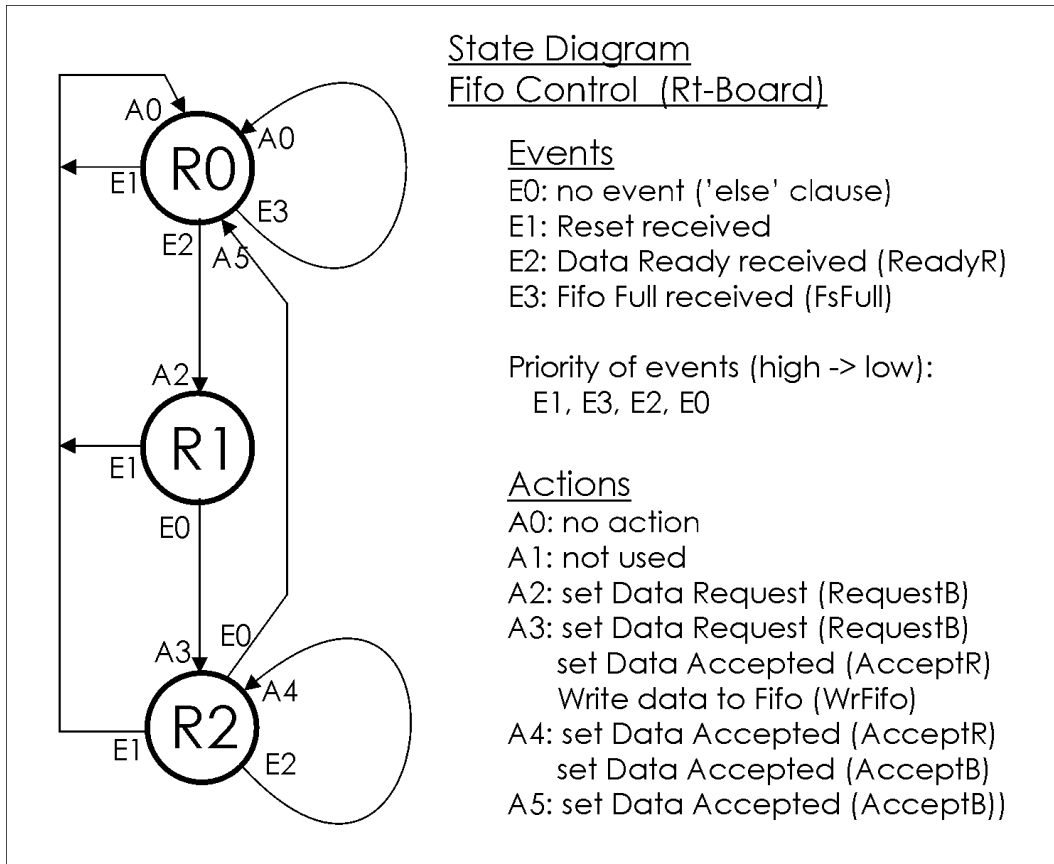 State Diagram
Fifo Control (Rt-Board)
A0
R0
A0
E1
E3
E2
A5
A2
R1
E1
E0
A3
E0
A4
R2
E1
E2
Events
E0: no event ('else' clause)
E1: Reset received
E2: Data Ready received (ReadyR)
E3: Fifo Full received (FsFull)
Priority of events (high -> low):
E1, E3, E2, E0
Actions
A0: no action
A1: not used
A2: set Data Request (RequestB)
A3: set Data Request (RequestB)
set Data Accepted (AcceptR)
Write data to Fifo (WrFifo)
A4: set Data Accepted (AcceptR)
set Data Accepted (AcceptB)
A5: set Data Accepted (AcceptB))